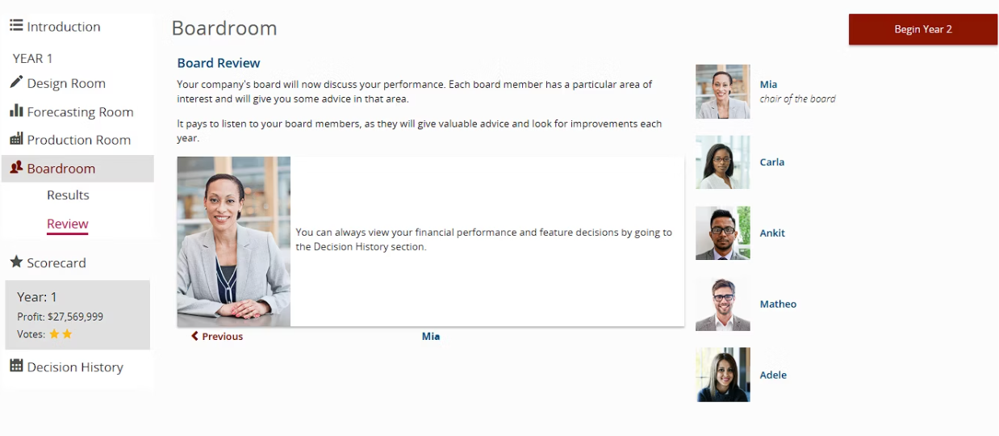 Introduction
YEAR 1
Design Room
Forecasting Room
Production Room
Boardroom
Results
Review
Scorecard
Year: 1
Profit: $27,569,999
Votes:
Decision History
Boardroom
Begin Year 2
Board Review
Your company's board will now discuss your performance. Each board member has a particular area of
interest and will give you some advice in that area.
It pays to listen to your board members, as they will give valuable advice and look for improvements each
year.
You can always view your financial performance and feature decisions by going to
the Decision History section.
Previous
Mia
Mia
chair of the board
Carla
Ankit
Matheo
Adele